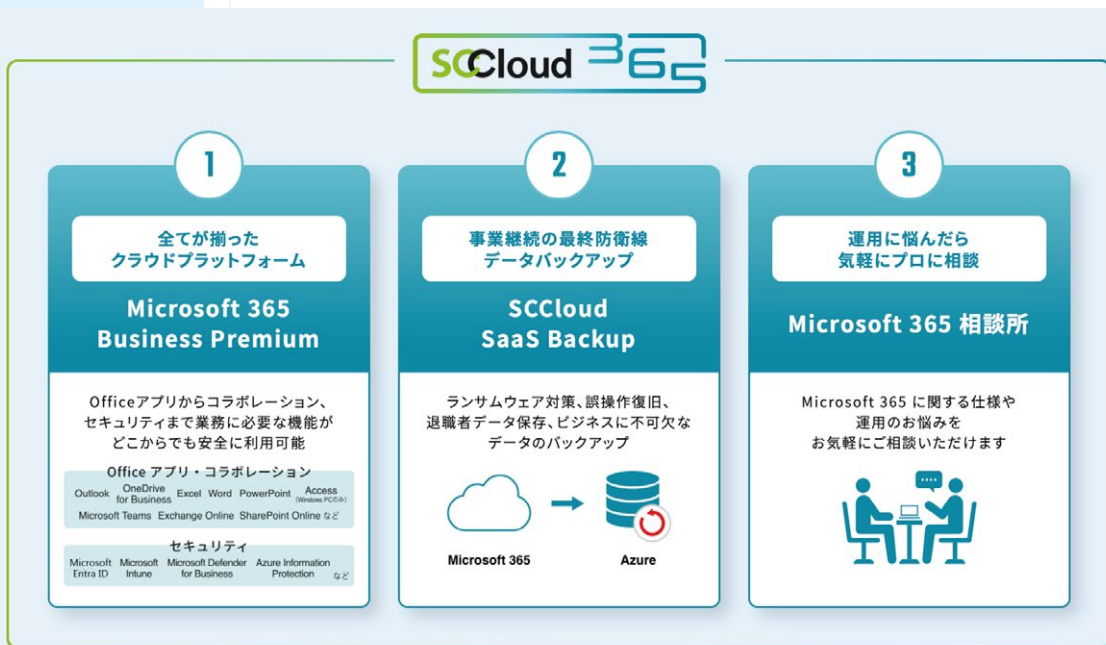 SCCloud 365
1
全てが揃った
クラウドプラットフォーム
Microsoft 365
Business Premium
Officeアプリからコラボレーション、
セキュリティまで業務に必要な機能が
どこからでも安全に利用可能
Office アプリ・コラボレーション
Outlook OneDrive for Business Excel Word PowerPoint Access (Windows PCのみ)
Microsoft Teams Exchange Online SharePoint Online など
セキュリティ
Microsoft Entra ID Microsoft Intune Microsoft Defender for Business Azure Information Protection など
2
事業継続の最終防衛線
データバックアップ
SCCloud
SaaS Backup
ランサムウェア対策、誤操作復旧、
退職者データ保存、ビジネスに不可欠な
データのバックアップ
Microsoft 365
Azure
3
運用に悩んだら
気軽にプロに相談
Microsoft 365 相談所
Microsoft 365 に関する仕様や
運用のお悩みを
お気軽にご相談いただけます